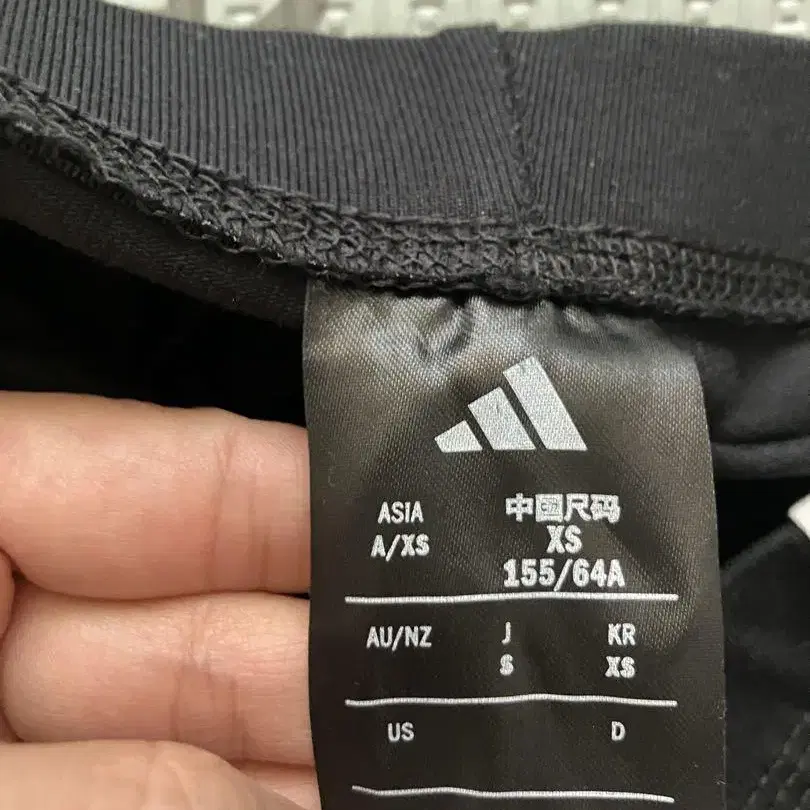 ASIA 中国尺码
A/XS XS
155/64A
AU/NZ J KR
S XS
US D